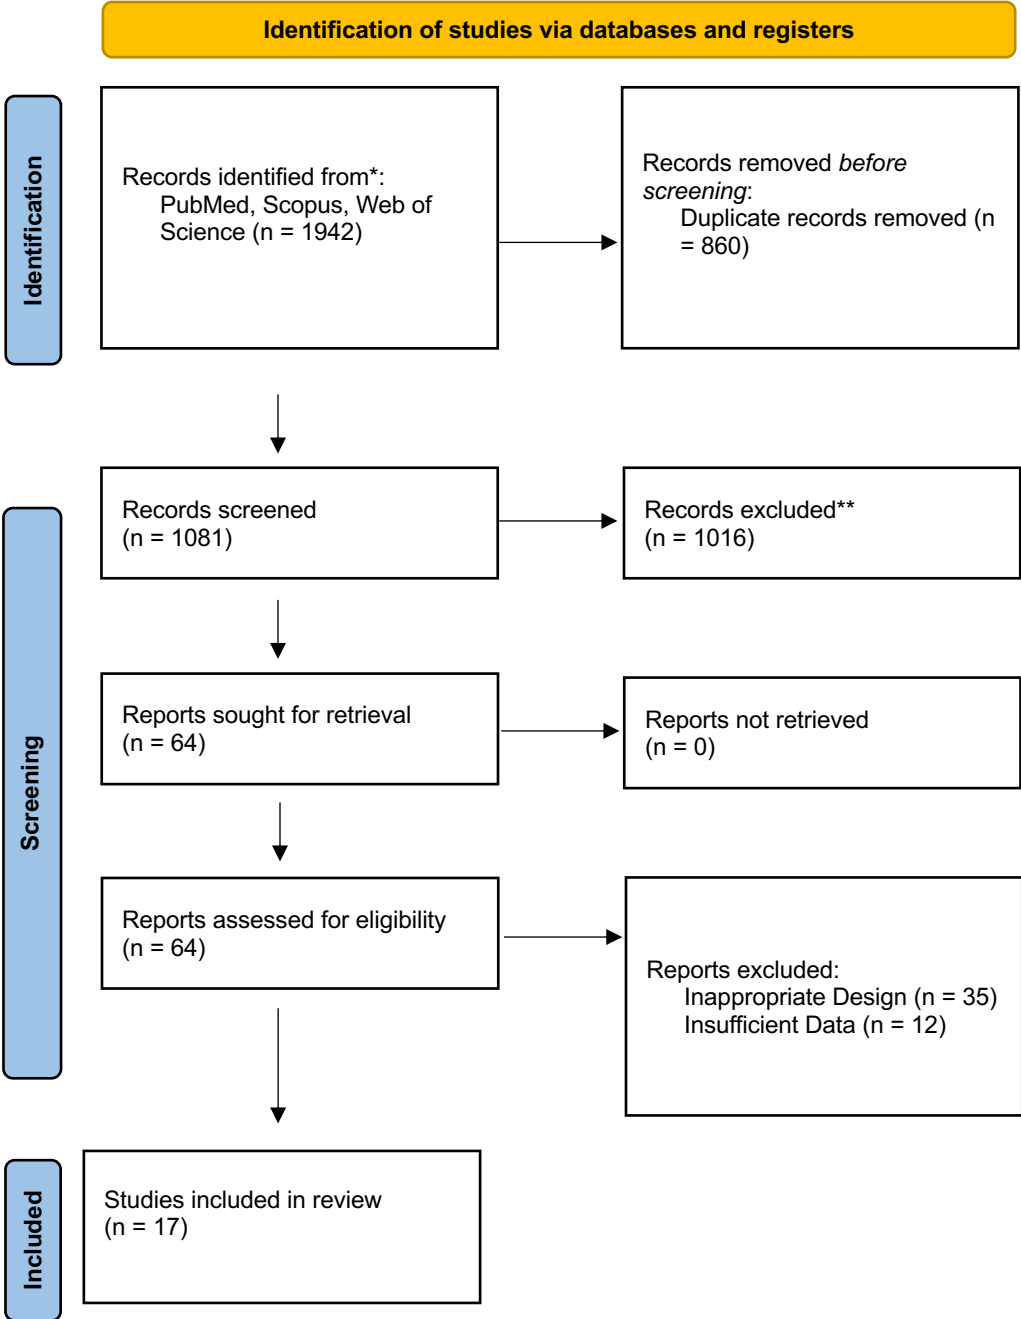 Identification of studies via databases and registers
Identification
Records identified from*:
PubMed, Scopus, Web of
Science (n = 1942)
Records removed before
screening:
Duplicate records removed (n
= 860)
Screening
Records screened
(n = 1081)
Records excluded**
(n = 1016)
Reports sought for retrieval
(n = 64)
Reports not retrieved
(n = 0)
Reports assessed for eligibility
(n = 64)
Reports excluded:
Inappropriate Design (n = 35)
Insufficient Data (n = 12)
Included
Studies included in review
(n = 17)